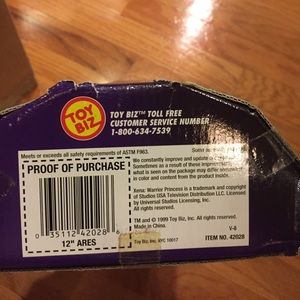 TOY
BIZ
TOY BIZ™ TOLL FREE
CUSTOMER SERVICE NUMBER
1-800-634-7539
Meets or exceeds all safety requirements of ASTM F963.
PROOF OF PURCHASE
0 35112 42028 6
12" ARES
We constantly improve and update
Sometimes as a result of these improvements
what is seen on the package may differ
in color and content from the product inside.
Xena: Warrior Princess is a trademark and copyright
of Studios USA Television Distribution LLC. Licensed
by Universal Studios Licensing, Inc.
All rights reserved.
TM and © 1999 Toy Biz, Inc. All rights reserved.
Made in China.
V-8
Toy Biz, Inc. NYC 10017
ITEM NO. 42028